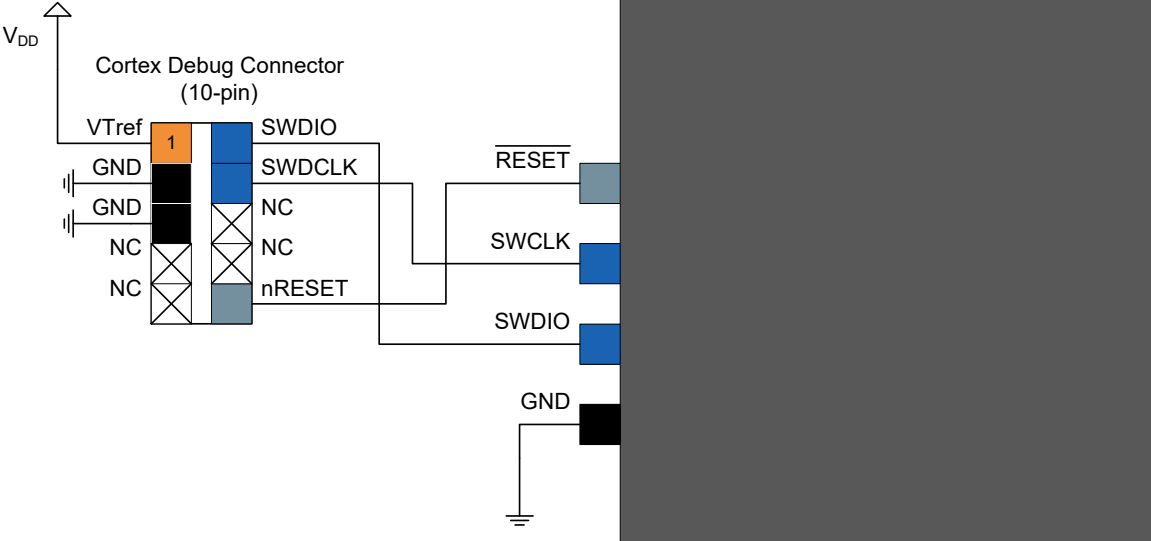 V_DD
Cortex Debug Connector
(10-pin)
VTref
1
SWDIO
GND
SWDCLK
GND
NC
NC
NC
NC
nRESET
RESET
SWCLK
SWDIO
GND